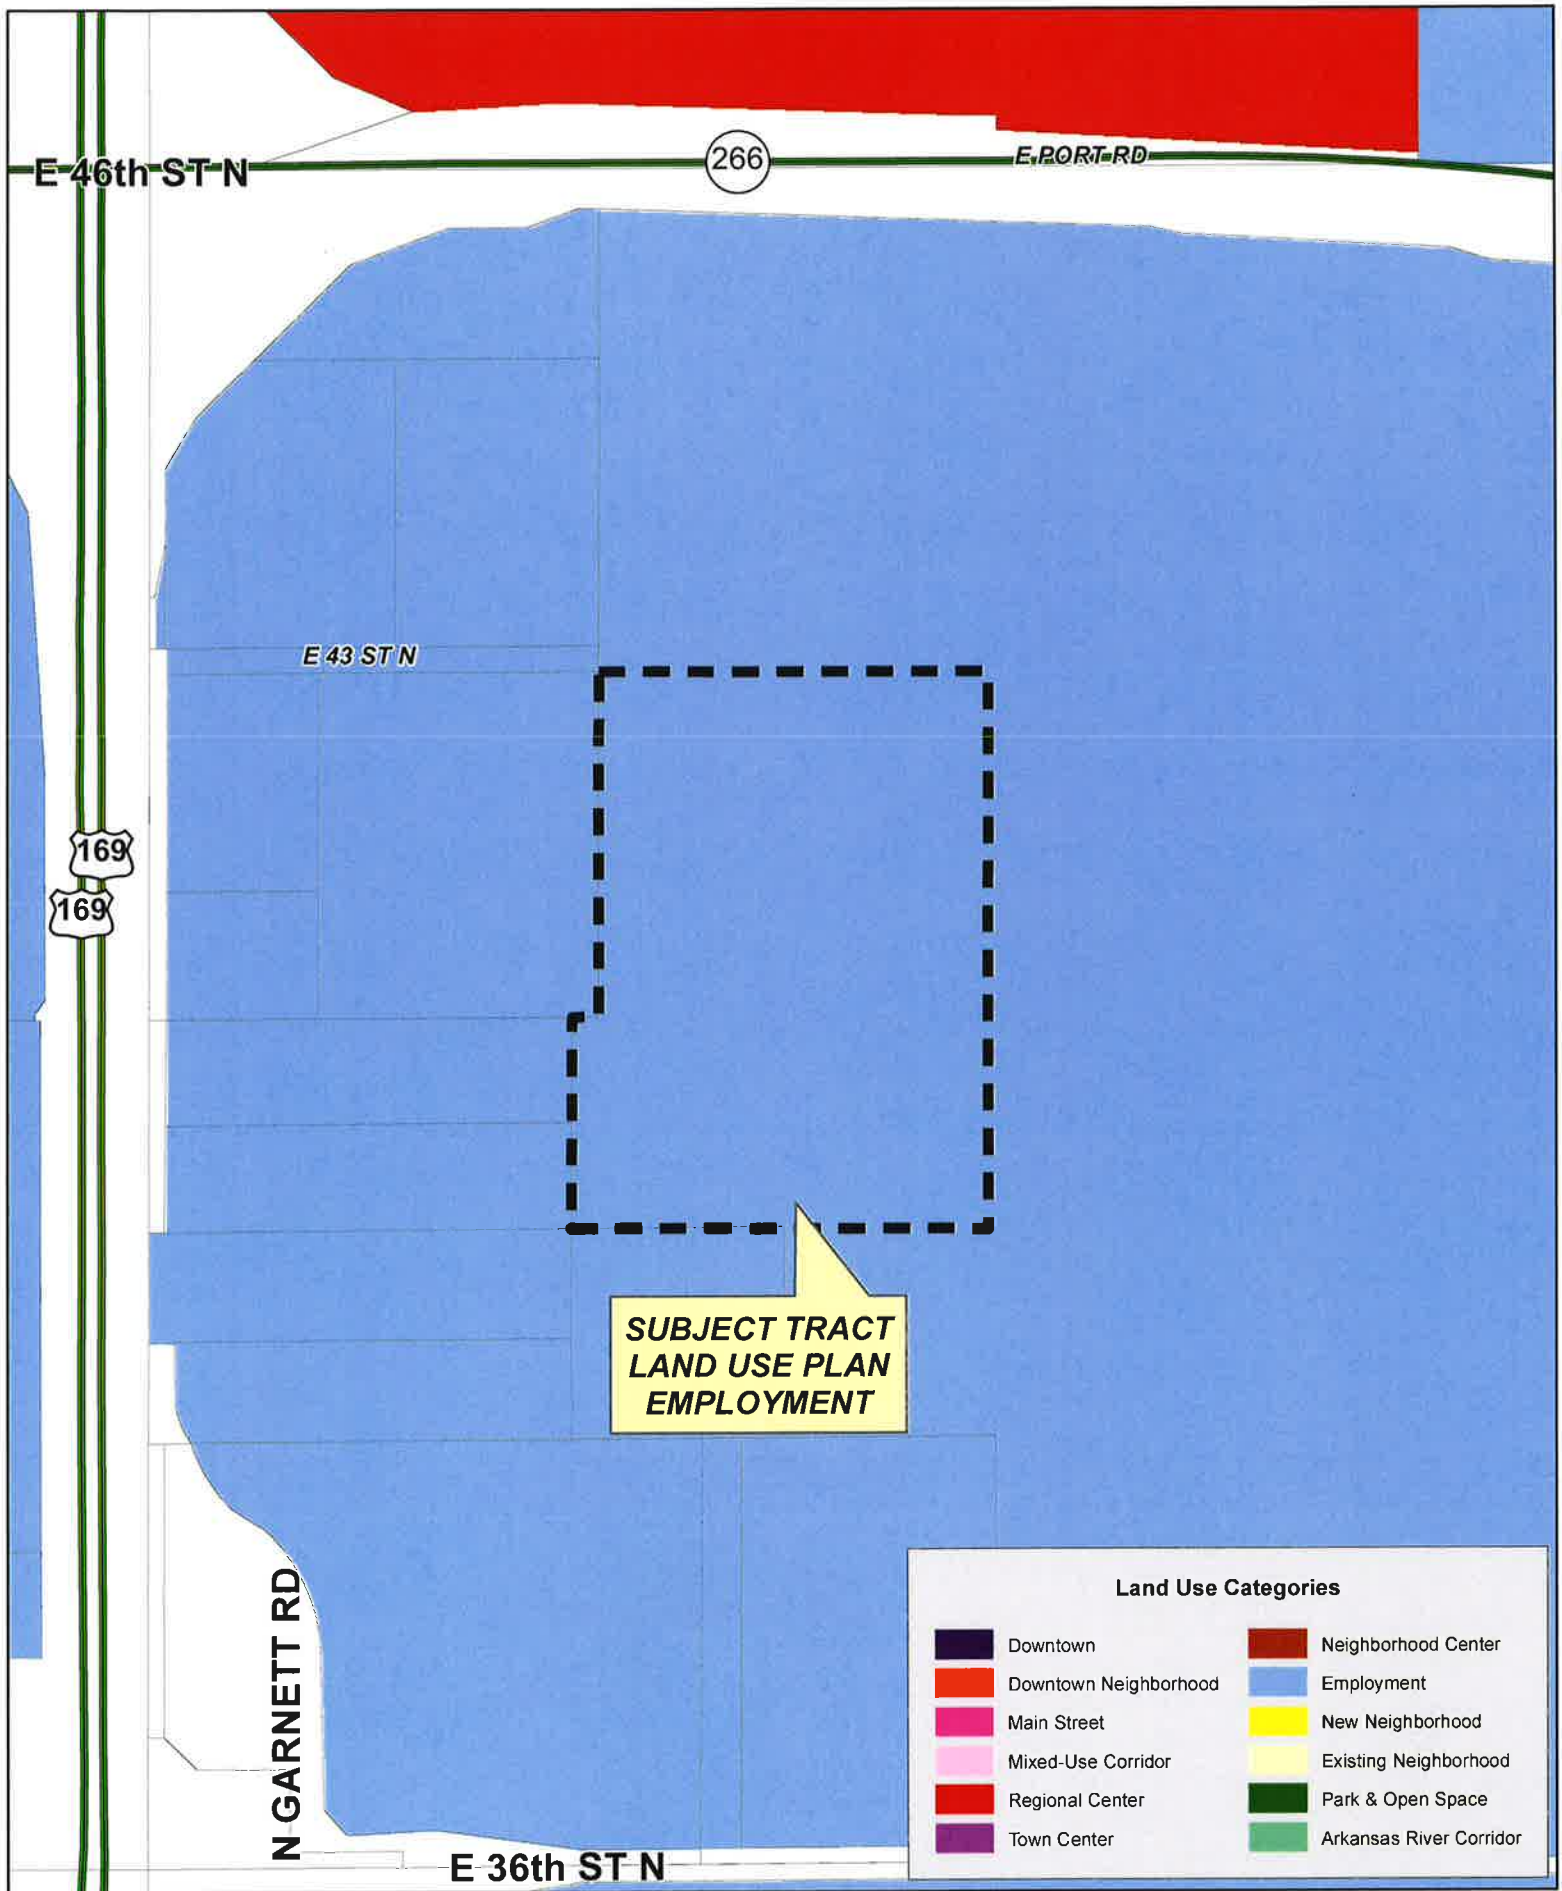 E 46th ST N
266
E PORT RD
E 43 ST N
169
169
SUBJECT TRACT
LAND USE PLAN
EMPLOYMENT
N GARNETT RD
E 36th ST N
Land Use Categories
Downtown
Downtown Neighborhood
Main Street
Mixed-Use Corridor
Regional Center
Town Center
Neighborhood Center
Employment
New Neighborhood
Existing Neighborhood
Park & Open Space
Arkansas River Corridor